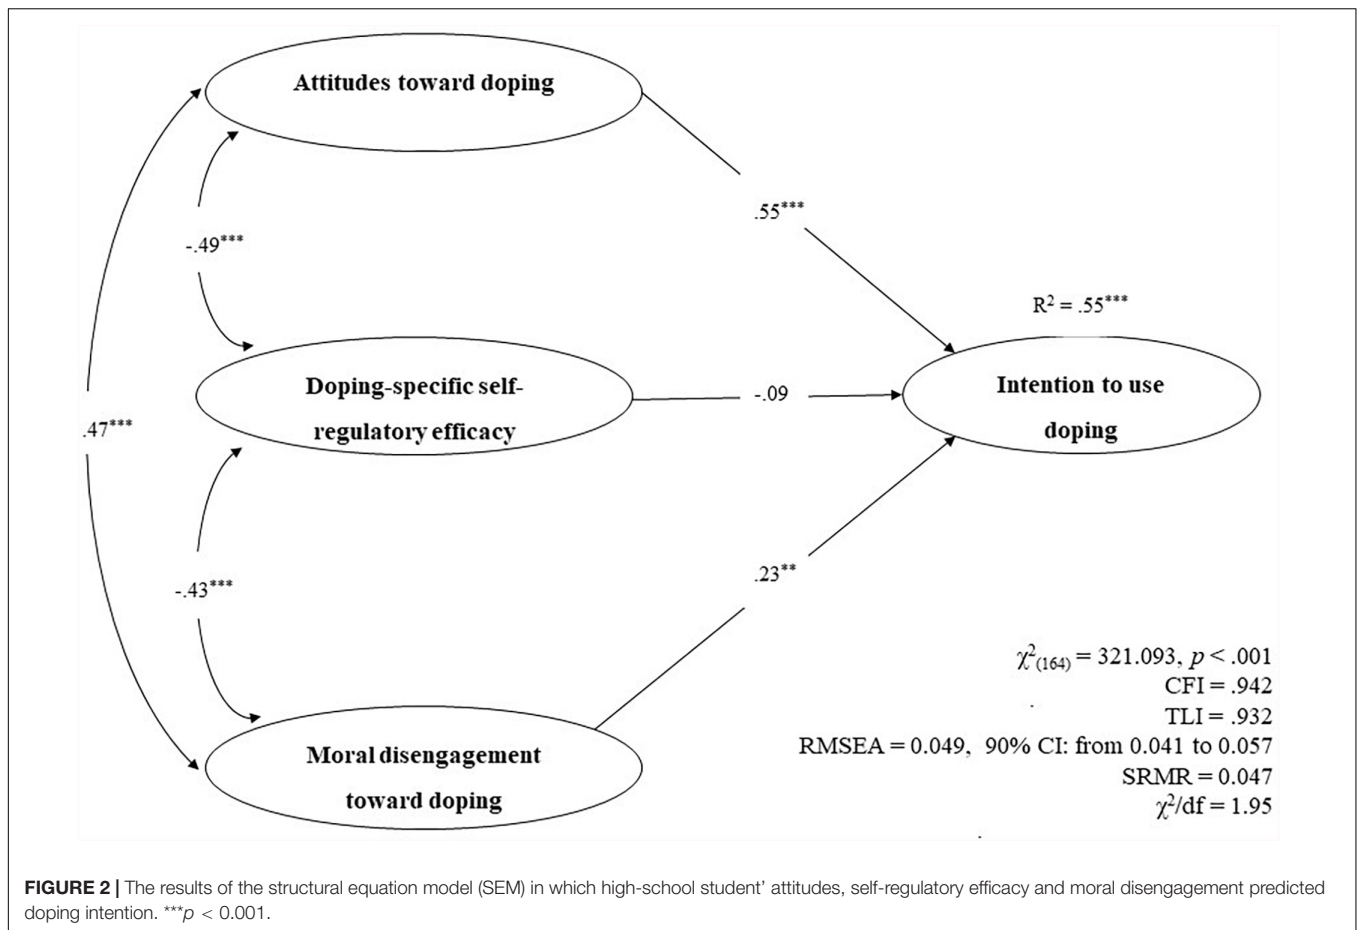 Attitudes toward doping
.55***
-.49***
R² = .55***
Doping-specific self-
regulatory efficacy
-.09
Intention to use
doping
.47***
-.43***
.23**
χ²(164) = 321.093, p < .001
CFI = .942
TLI = .932
RMSEA = 0.049, 90% CI: from 0.041 to 0.057
SRMR = 0.047
χ²/df = 1.95
Moral disengagement
toward doping
FIGURE 2 | The results of the structural equation model (SEM) in which high-school student’ attitudes, self-regulatory efficacy and moral disengagement predicted
doping intention. ***p < 0.001.